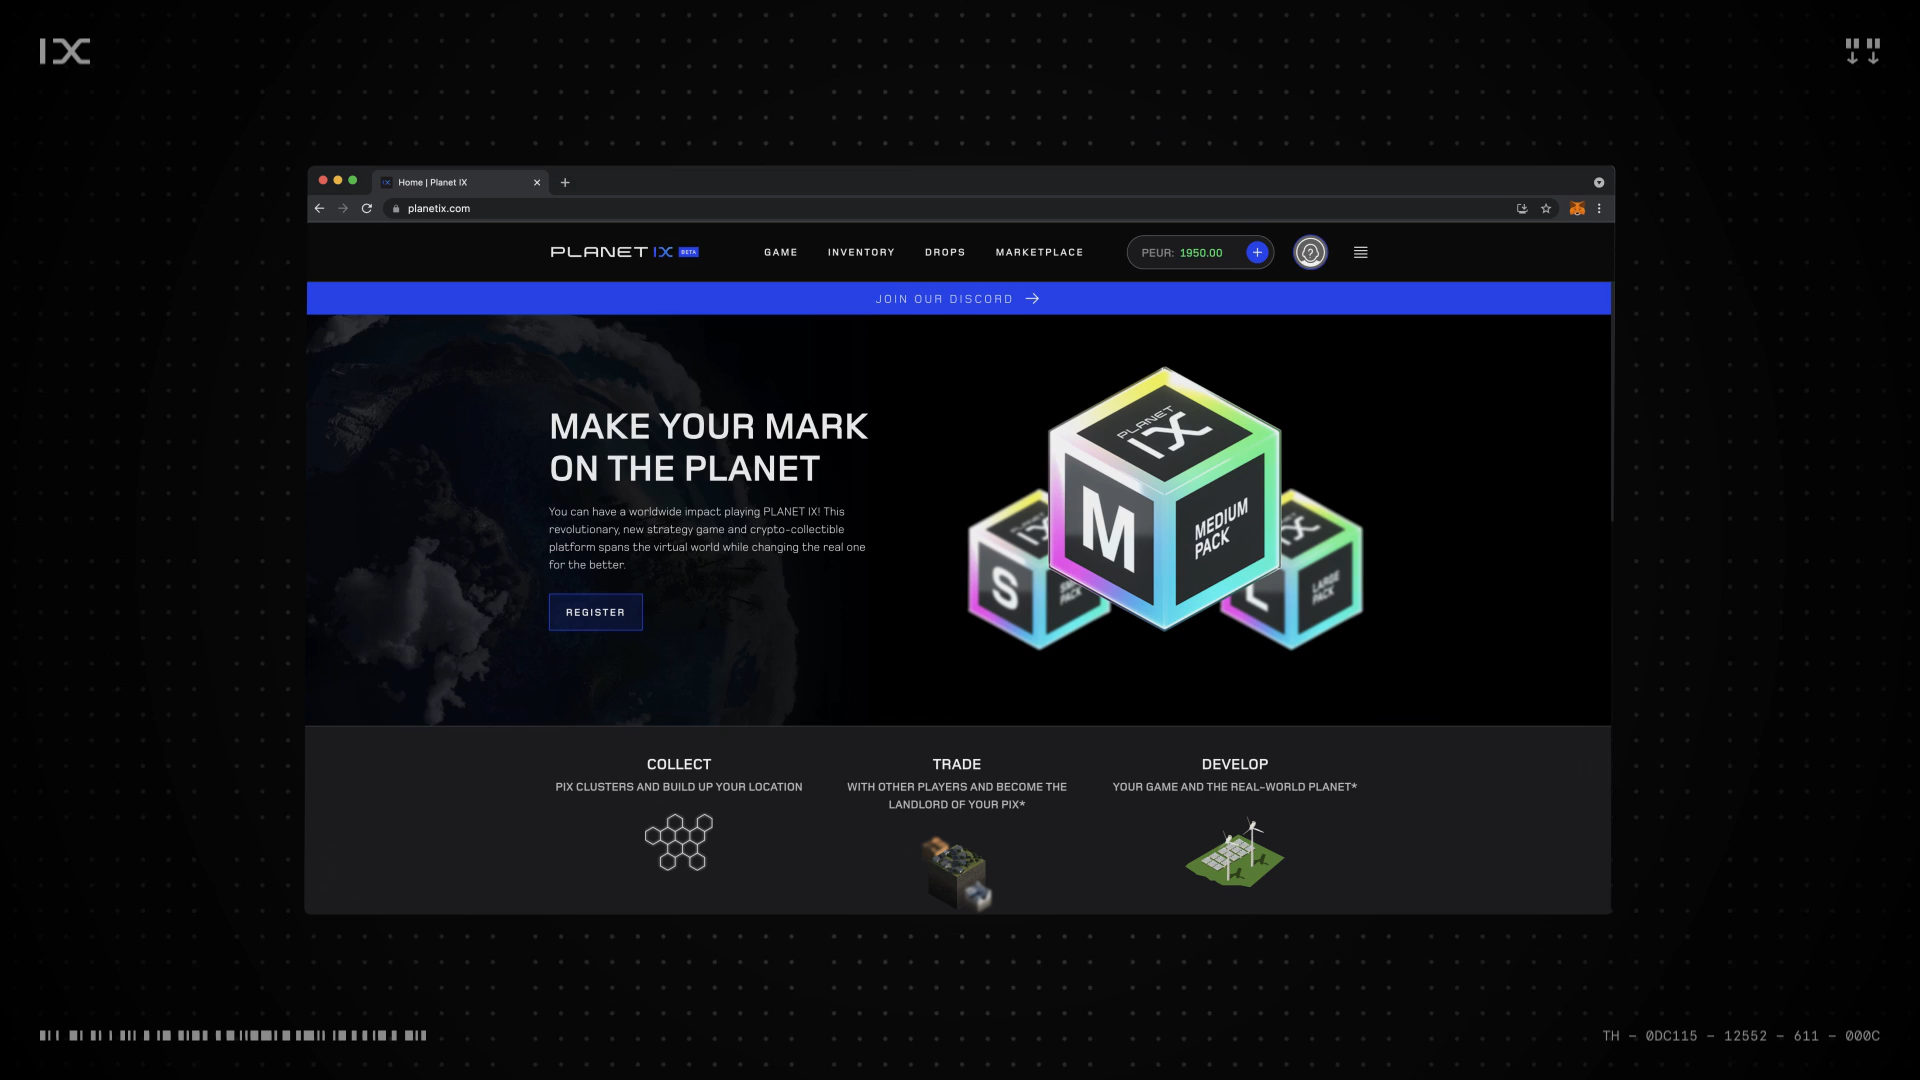 IX
Home | Planet IX
planetix.com
PLANET IX BETA
GAME
INVENTORY
DROPS
MARKETPLACE
PEUR: 1950.00
JOIN OUR DISCORD
MAKE YOUR MARK
ON THE PLANET
You can have a worldwide impact playing PLANET IX! This
revolutionary, new strategy game and crypto-collectible
platform spans the virtual world while changing the real one
for the better.
REGISTER
PLANET
IX
M
MEDIUM
PACK
IX
S
PACK
IX
L
LARGE
PACK
COLLECT
PIX CLUSTERS AND BUILD UP YOUR LOCATION
TRADE
WITH OTHER PLAYERS AND BECOME THE
LANDLORD OF YOUR PIX*
DEVELOP
YOUR GAME AND THE REAL-WORLD PLANET*
TH - 0DC115 - 12552 - 611 - 000C